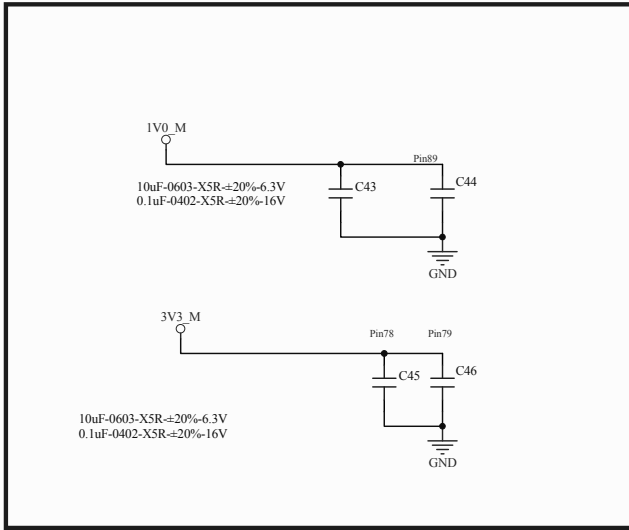 1V0_M
Pin89
10uF-0603-X5R-±20%-6.3V
0.1uF-0402-X5R-±20%-16V
C43
C44
GND
3V3_M
Pin78
Pin79
C45
C46
10uF-0603-X5R-±20%-6.3V
0.1uF-0402-X5R-±20%-16V
GND